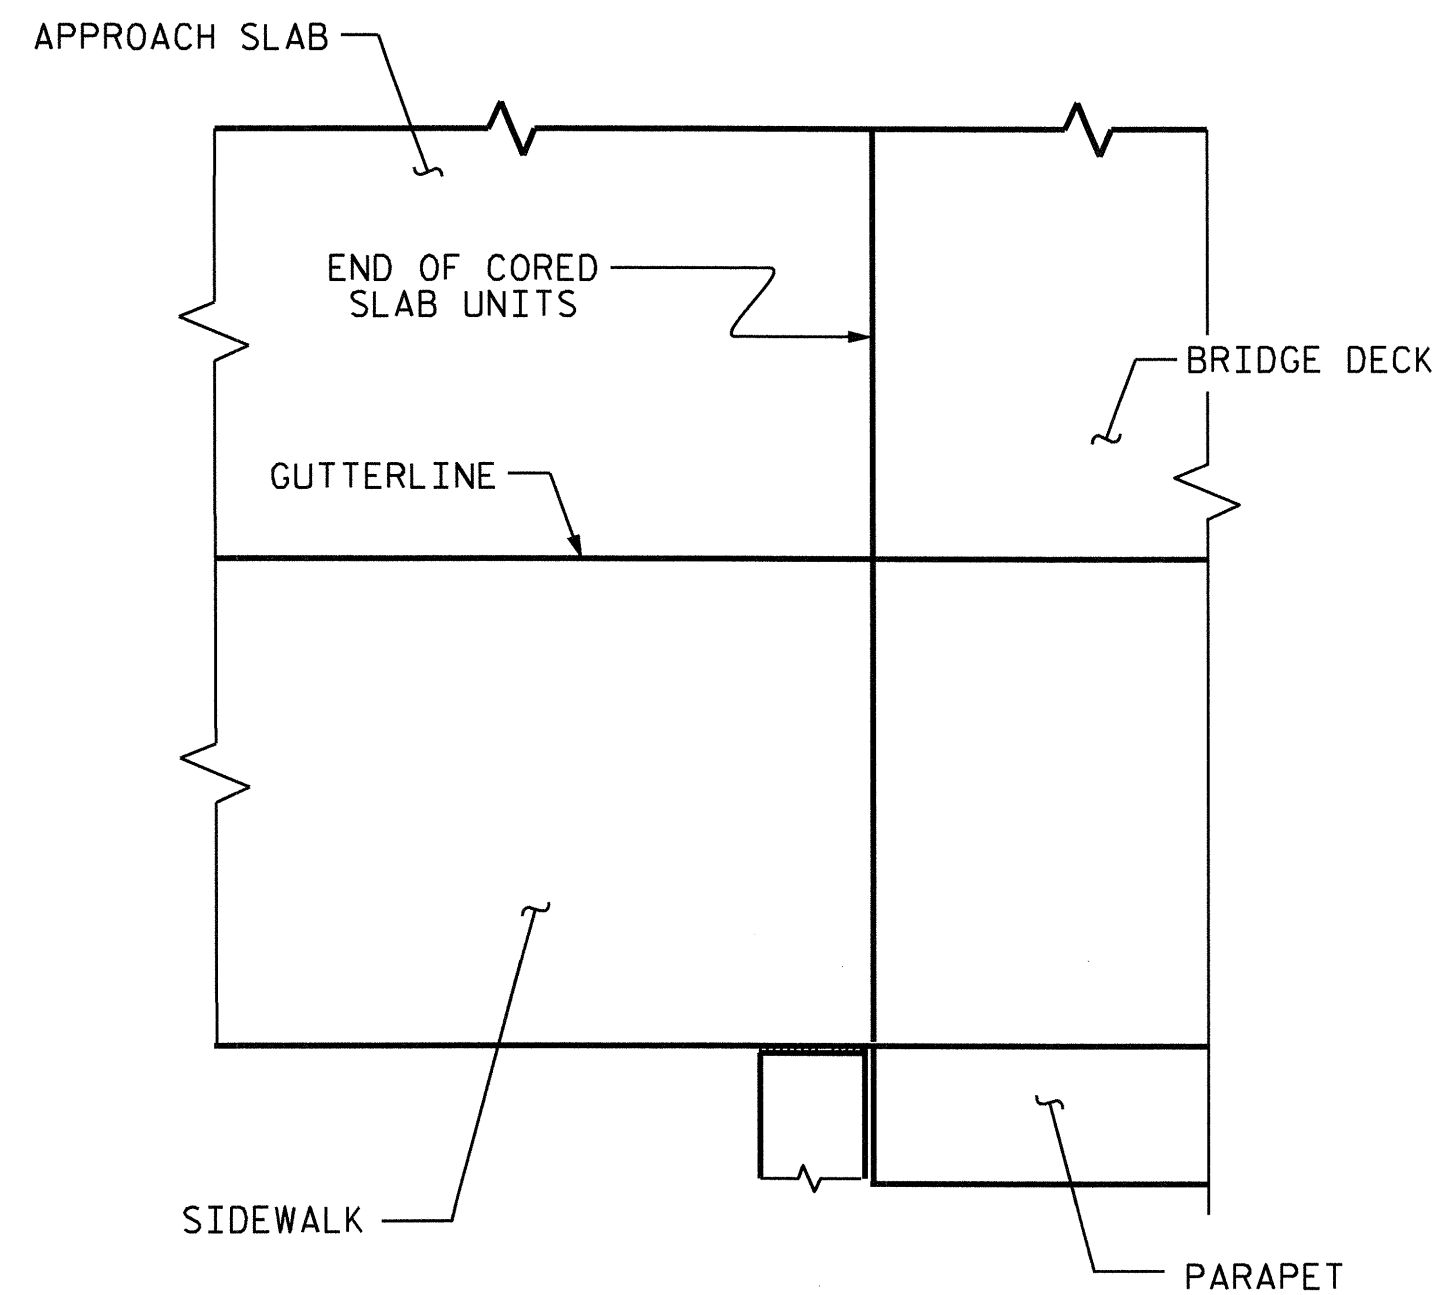 APPROACH SLAB
END OF CORED
SLAB UNITS
BRIDGE DECK
GUTTERLINE
SIDEWALK
PARAPET